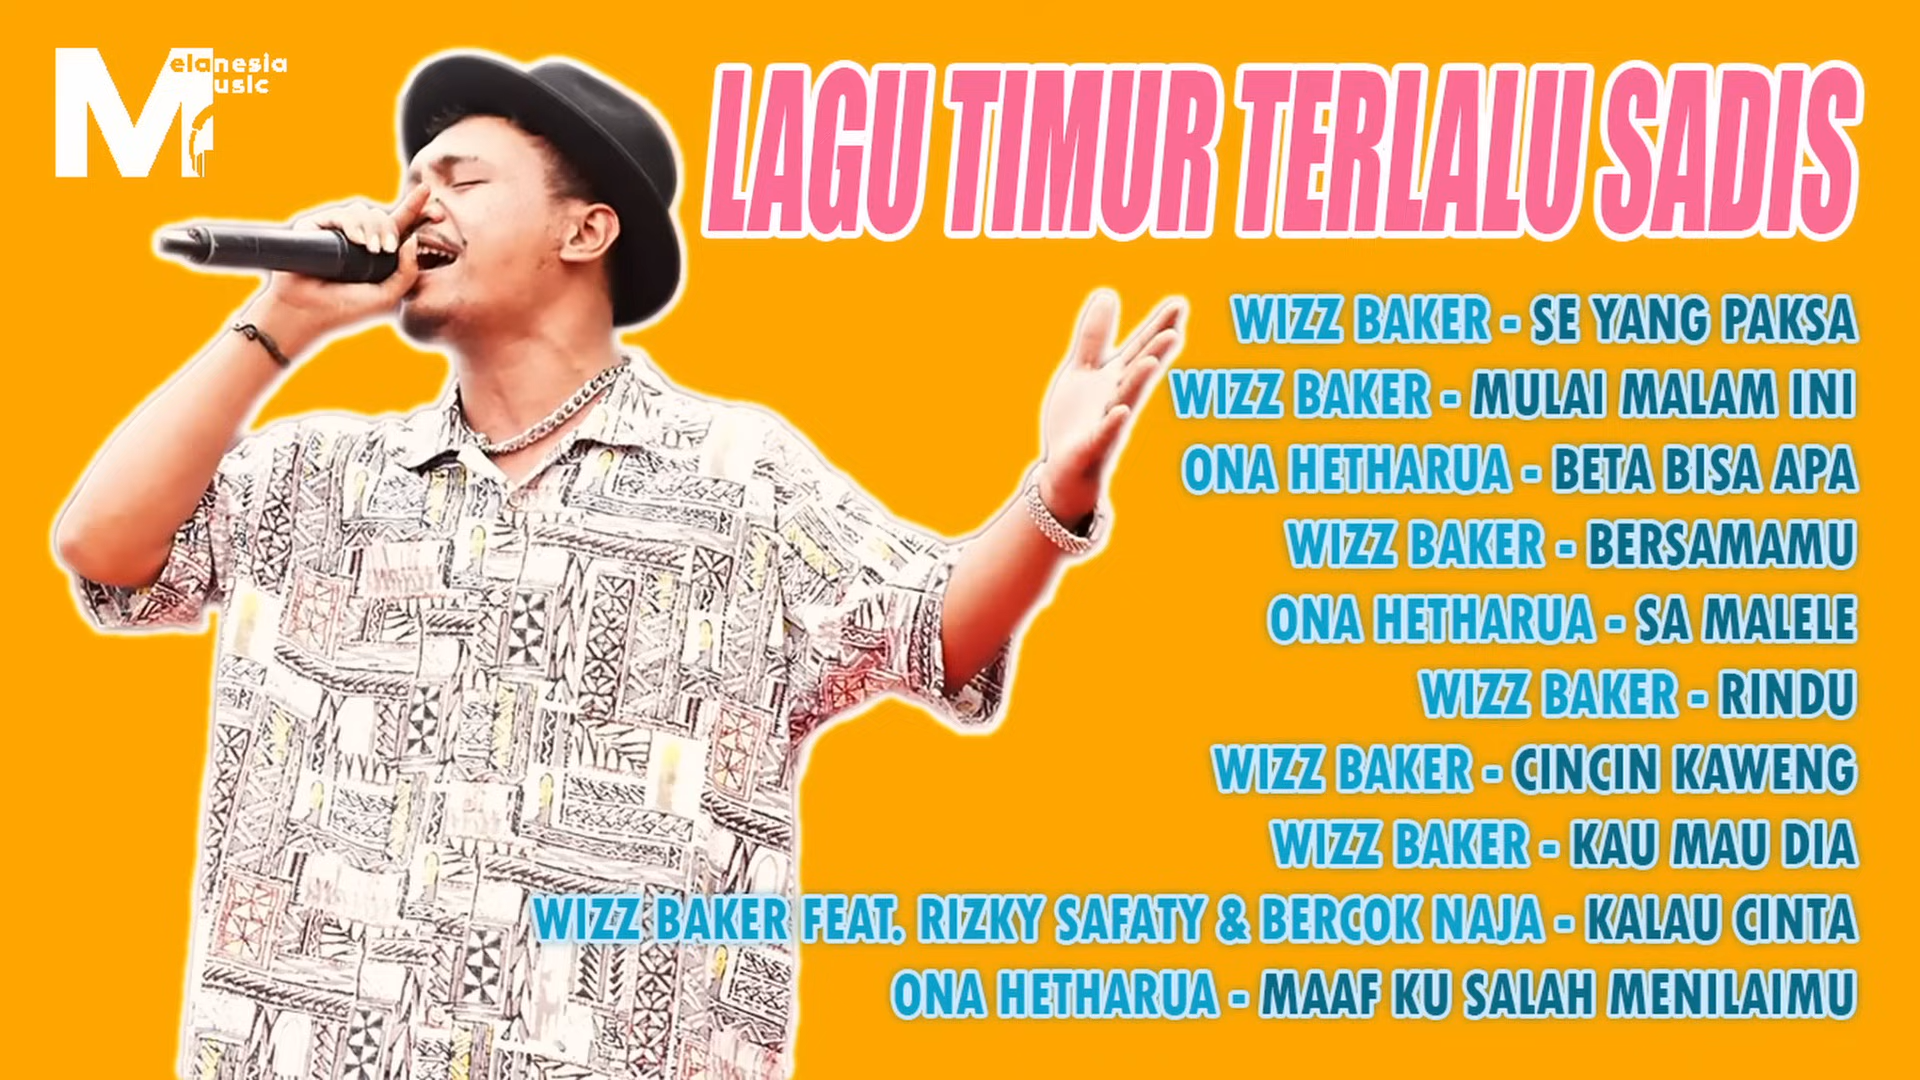 Melanesia
Music
LAGU TIMUR TERLALU SADIS
WIZZ BAKER - SE YANG PAKSA
WIZZ BAKER - MULAI MALAM INI
ONA HETHARUA - BETA BISA APA
WIZZ BAKER - BERSAMAMU
ONA HETHARUA - SA MALELE
WIZZ BAKER - RINDU
WIZZ BAKER - CINCIN KAWENG
WIZZ BAKER - KAU MAU DIA
WIZZ BAKER FEAT. RIZKY SAFATY & BERCOK NAJA - KALAU CINTA
ONA HETHARUA - MAAF KU SALAH MENILAIMU